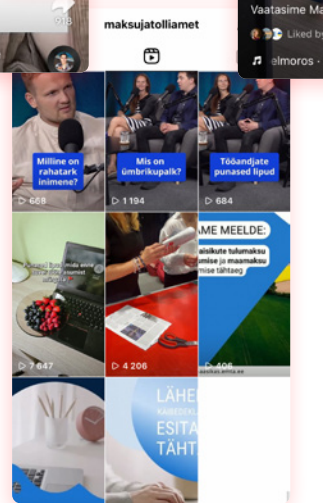 918
maksujatolliamet
Vaatasime Ma
Liked by
elmoros ·
Milline on
rahatark
inimene?
668
Mis on
ümbrikupalk?
1 194
Tööandjate
punased lipud
684
7 647
4 206
AME MEELDE:
aisikute tulumaksu
umise ja maamaksu
mise tähtaeg
406
LÄHE
ESITA
TÄHT